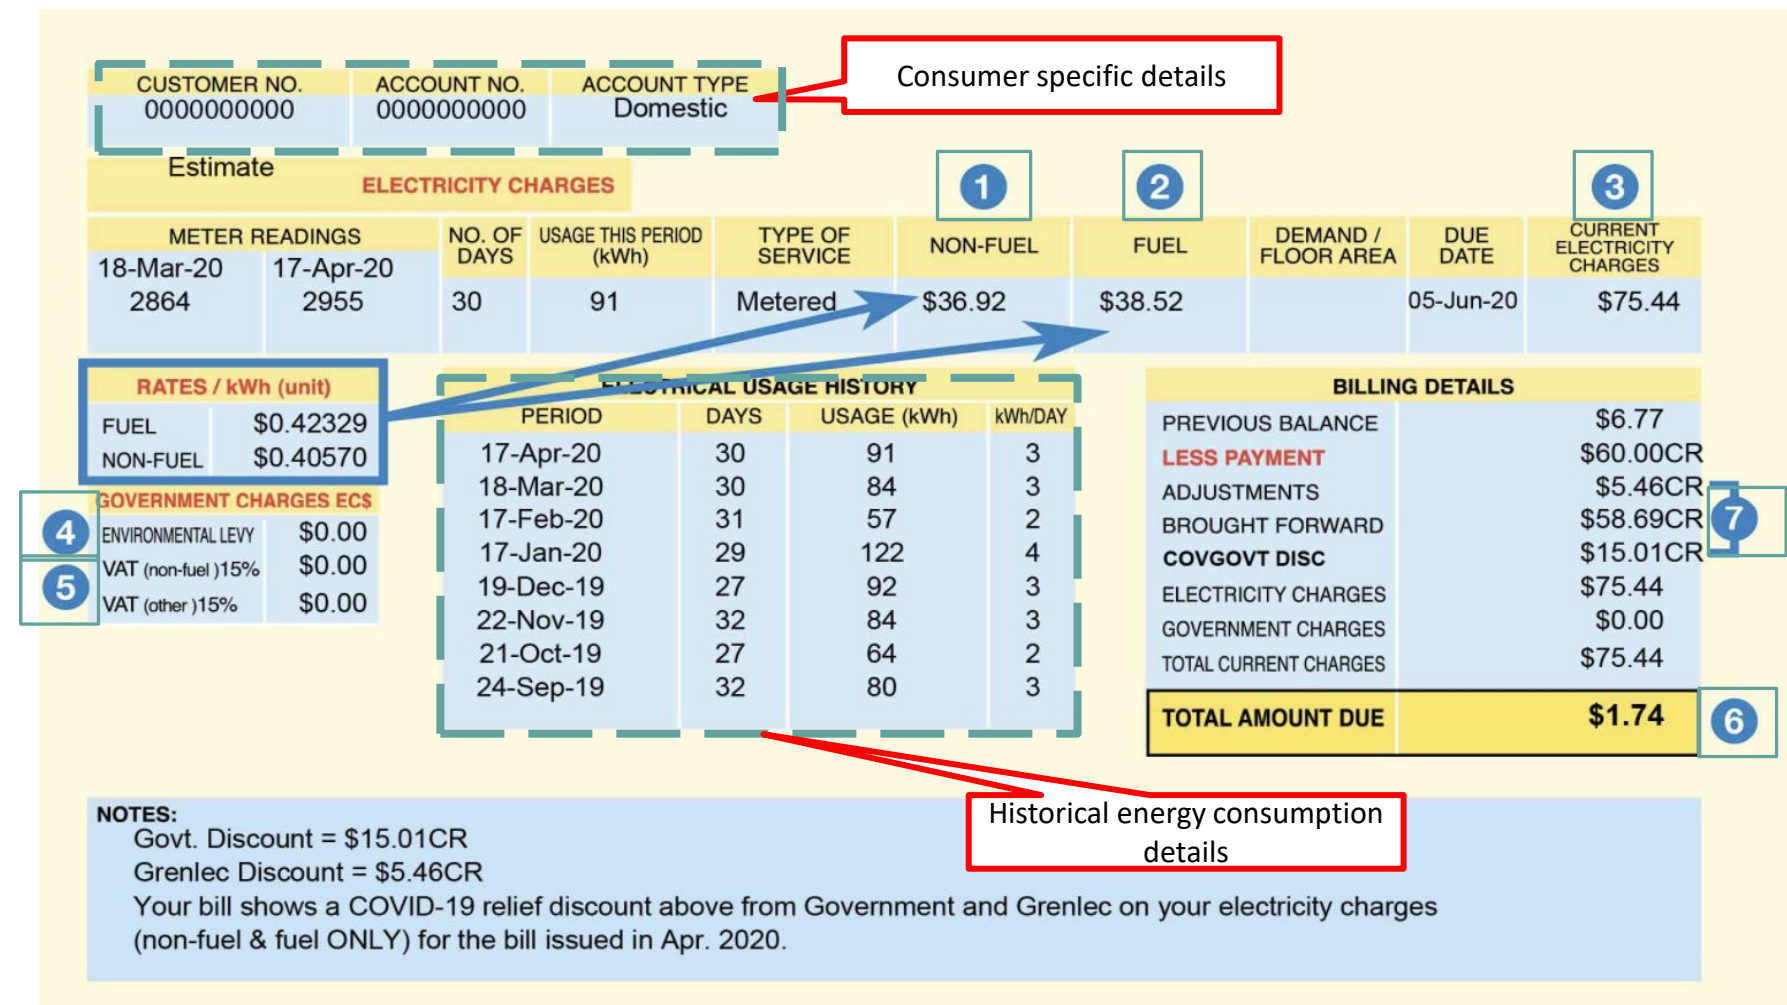 Consumer specific details
CUSTOMER NO. ACCOUNT NO. ACCOUNT TYPE
0000000000 0000000000 Domestic
Estimate
ELECTRICITY CHARGES
1 2 3
METER READINGS NO. OF DAYS USAGE THIS PERIOD (kWh) TYPE OF SERVICE NON-FUEL FUEL DEMAND / FLOOR AREA DUE DATE CURRENT ELECTRICITY CHARGES
18-Mar-20 17-Apr-20
2864 2955 30 91 Metered $36.92 $38.52 05-Jun-20 $75.44
RATES / kWh (unit)
FUEL $0.42329
NON-FUEL $0.40570
GOVERNMENT CHARGES EC$
4 ENVIRONMENTAL LEVY $0.00
5 VAT (non-fuel )15% $0.00
VAT (other )15% $0.00
ELECTRICAL USAGE HISTORY
PERIOD DAYS USAGE (kWh) kWh/DAY
17-Apr-20 30 91 3
18-Mar-20 30 84 3
17-Feb-20 31 57 2
17-Jan-20 29 122 4
19-Dec-19 27 92 3
22-Nov-19 32 84 3
21-Oct-19 27 64 2
24-Sep-19 32 80 3
BILLING DETAILS
PREVIOUS BALANCE $6.77
LESS PAYMENT $60.00CR
ADJUSTMENTS $5.46CR
BROUGHT FORWARD $58.69CR 7
COVGOVT DISC $15.01CR
ELECTRICITY CHARGES $75.44
GOVERNMENT CHARGES $0.00
TOTAL CURRENT CHARGES $75.44
TOTAL AMOUNT DUE $1.74 6
Historical energy consumption
details
NOTES:
Govt. Discount = $15.01CR
Grenlec Discount = $5.46CR
Your bill shows a COVID-19 relief discount above from Government and Grenlec on your electricity charges
(non-fuel & fuel ONLY) for the bill issued in Apr. 2020.